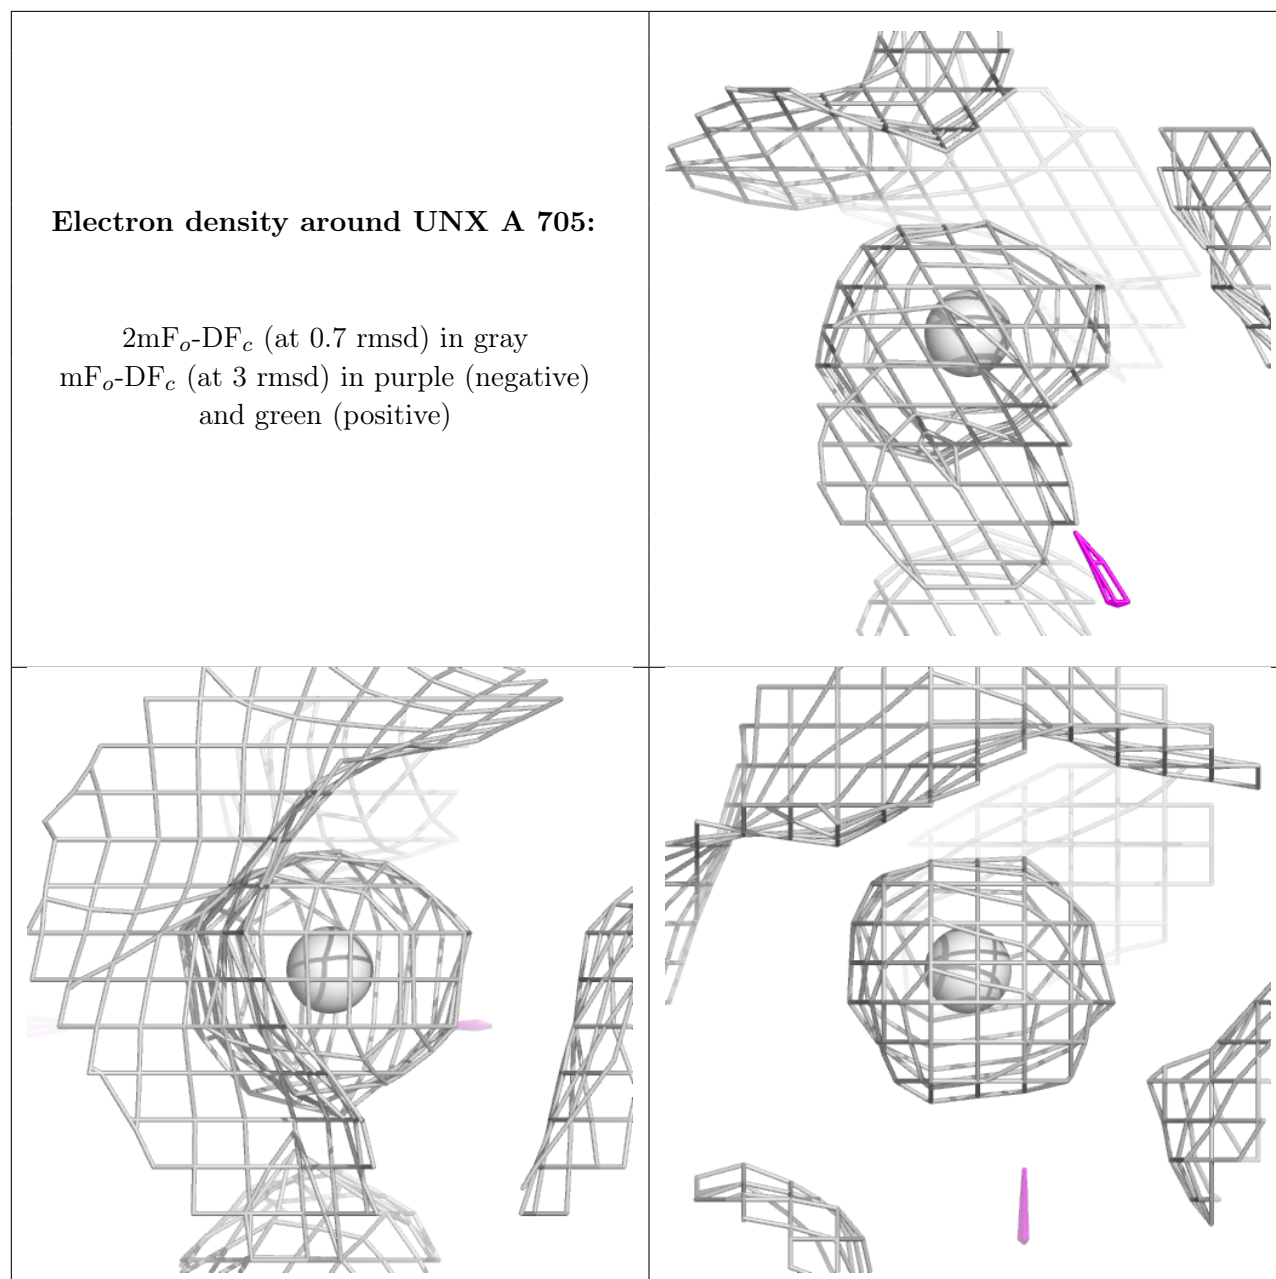 Electron density around UNX A 705:
2mFo-DFc (at 0.7 rmsd) in gray
mFo-DFc (at 3 rmsd) in purple (negative)
and green (positive)